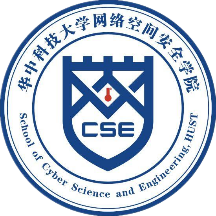 华中科技大学网络空间安全学院
CSE
School of Cyber Science and Engineering, HUST